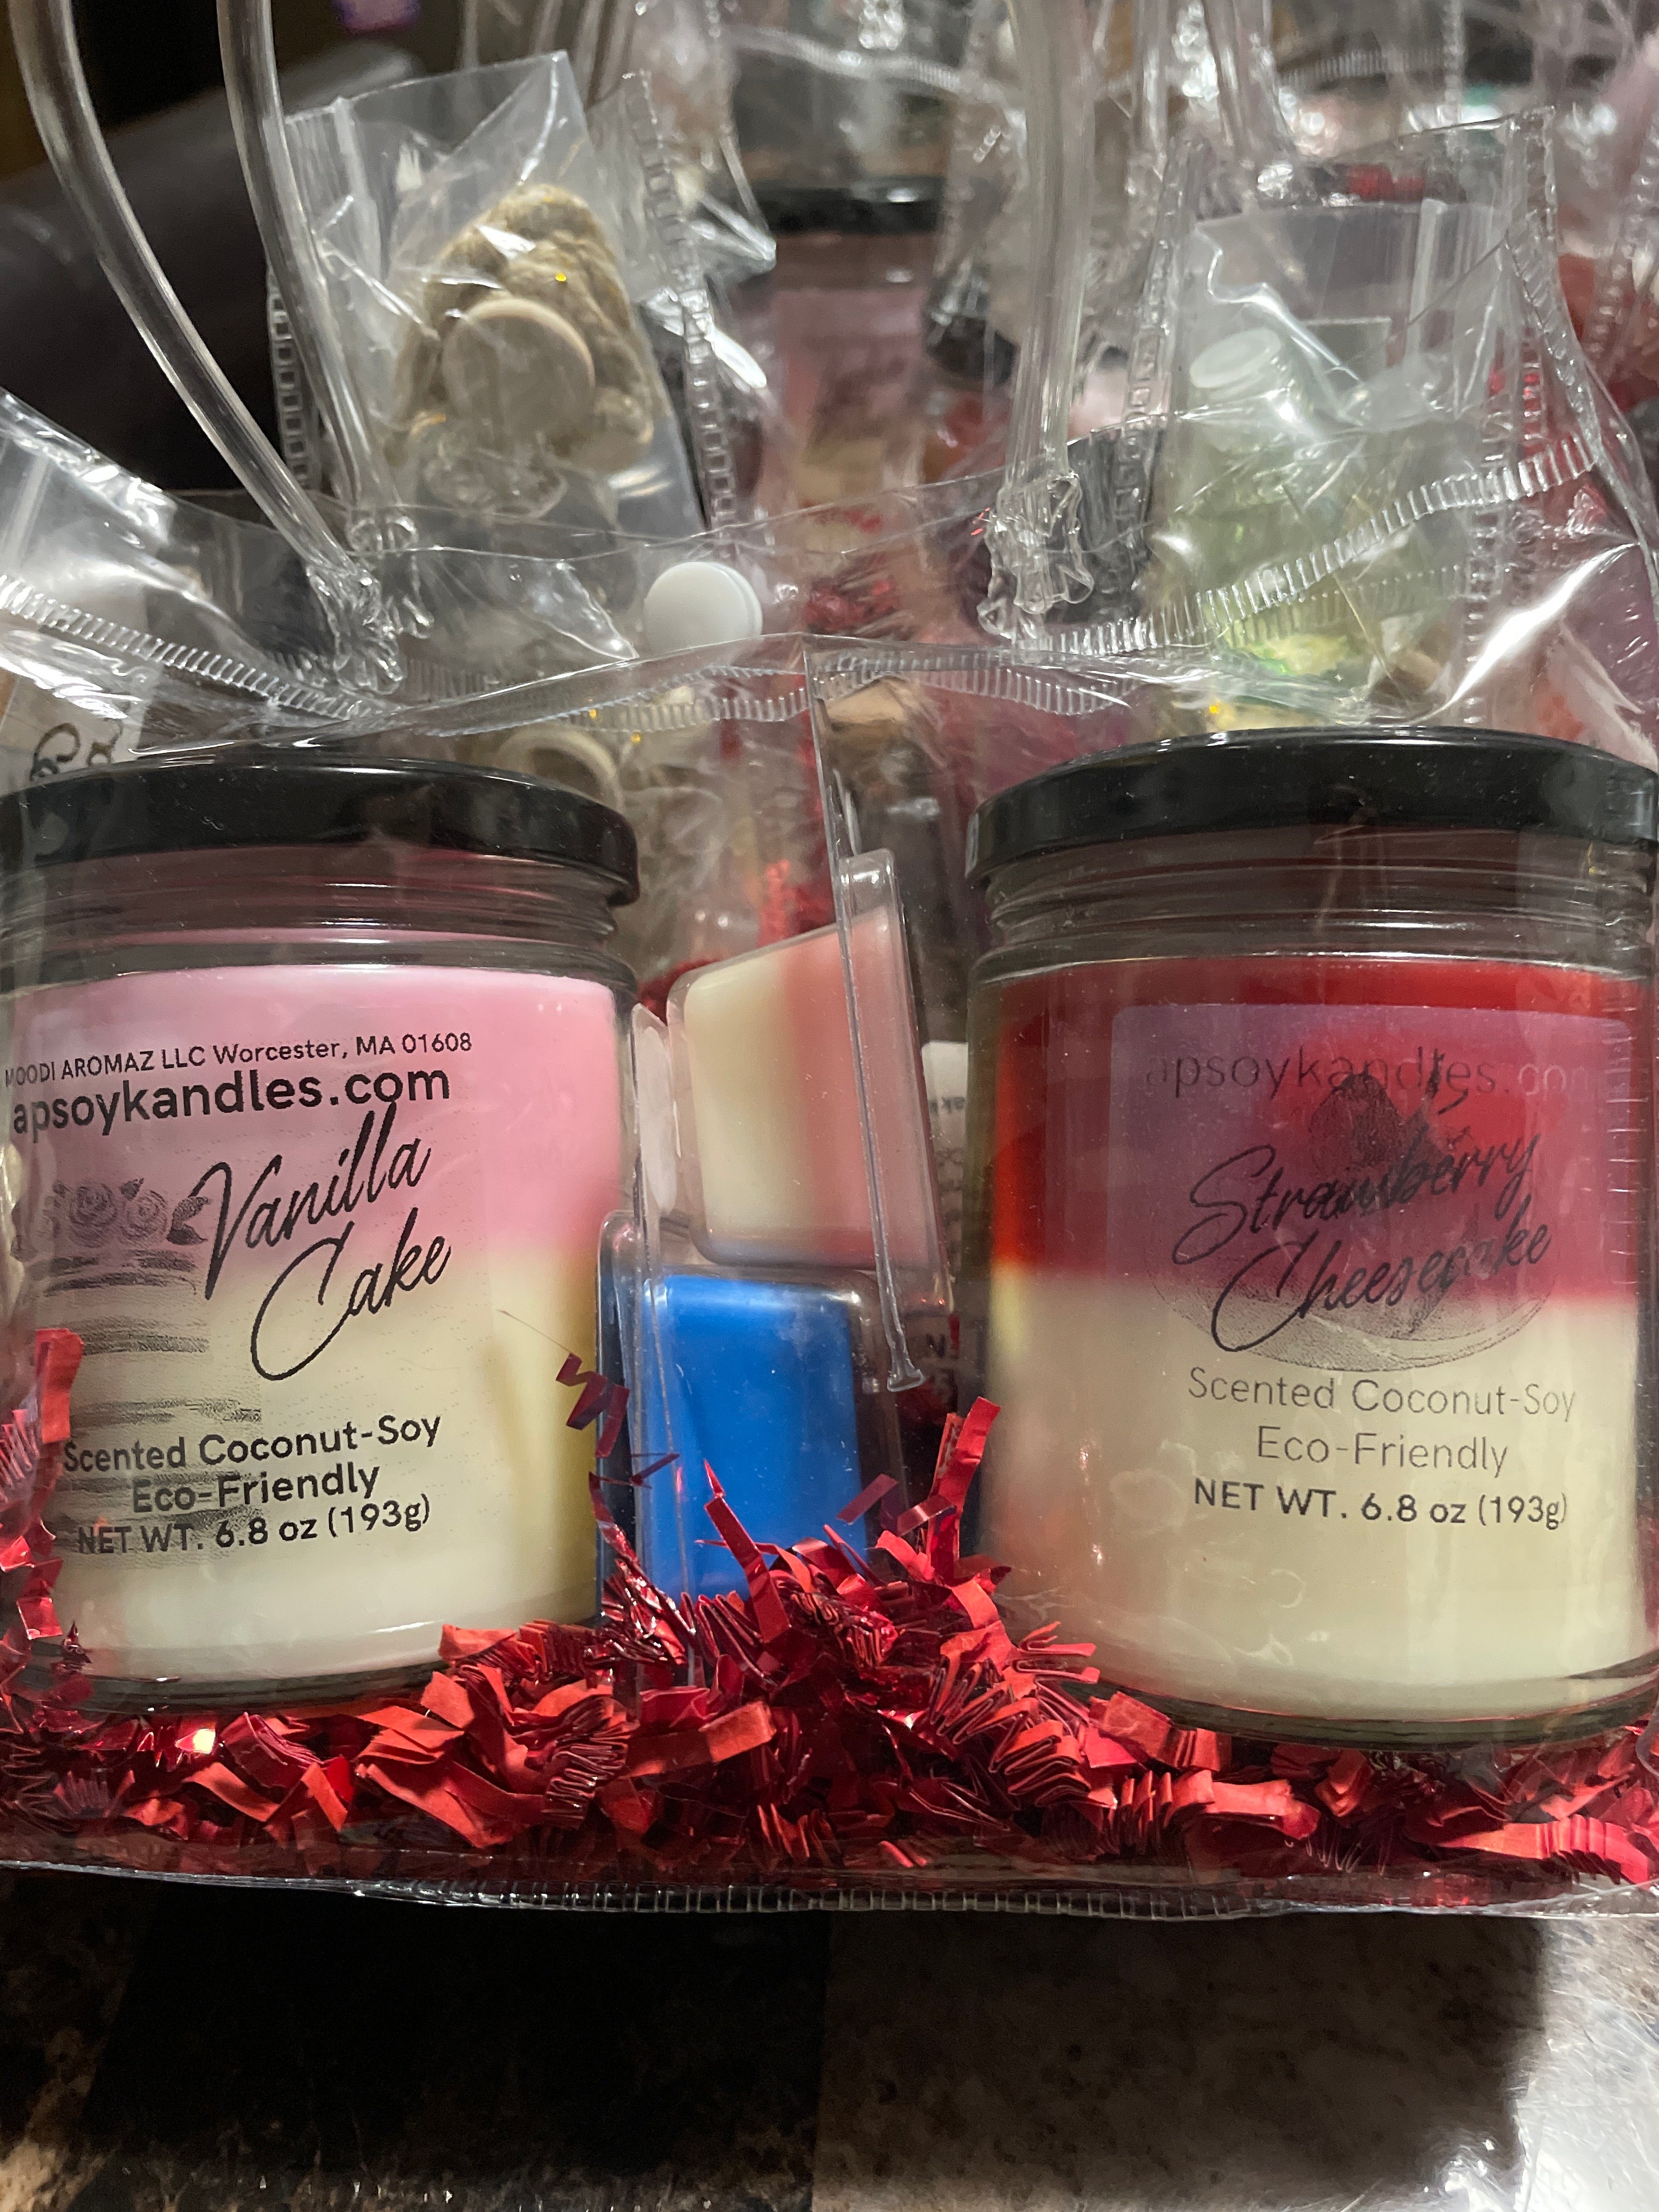 MOODI AROMAZ LLC Worcester, MA 01608
apsoykandles.com
Vanilla
Cake
Scented Coconut-Soy
Eco-Friendly
NET WT. 6.8 oz (193g)
apsoykandles.com
Strawberry
Cheesecake
Scented Coconut-Soy
Eco-Friendly
NET WT. 6.8 oz (193g)